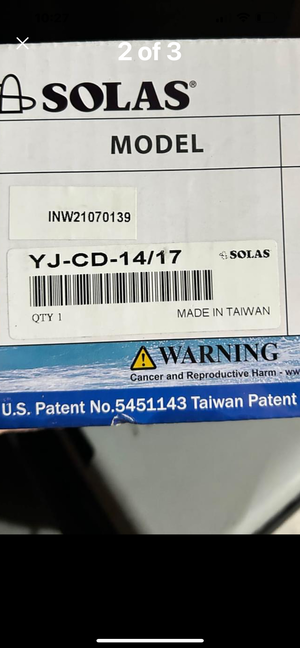 2 of 3
SOLAS®
MODEL
INW21070139
YJ-CD-14/17
SOLAS
QTY 1
MADE IN TAIWAN
WARNING
Cancer and Reproductive Harm - ww
U.S. Patent No.5451143 Taiwan Patent